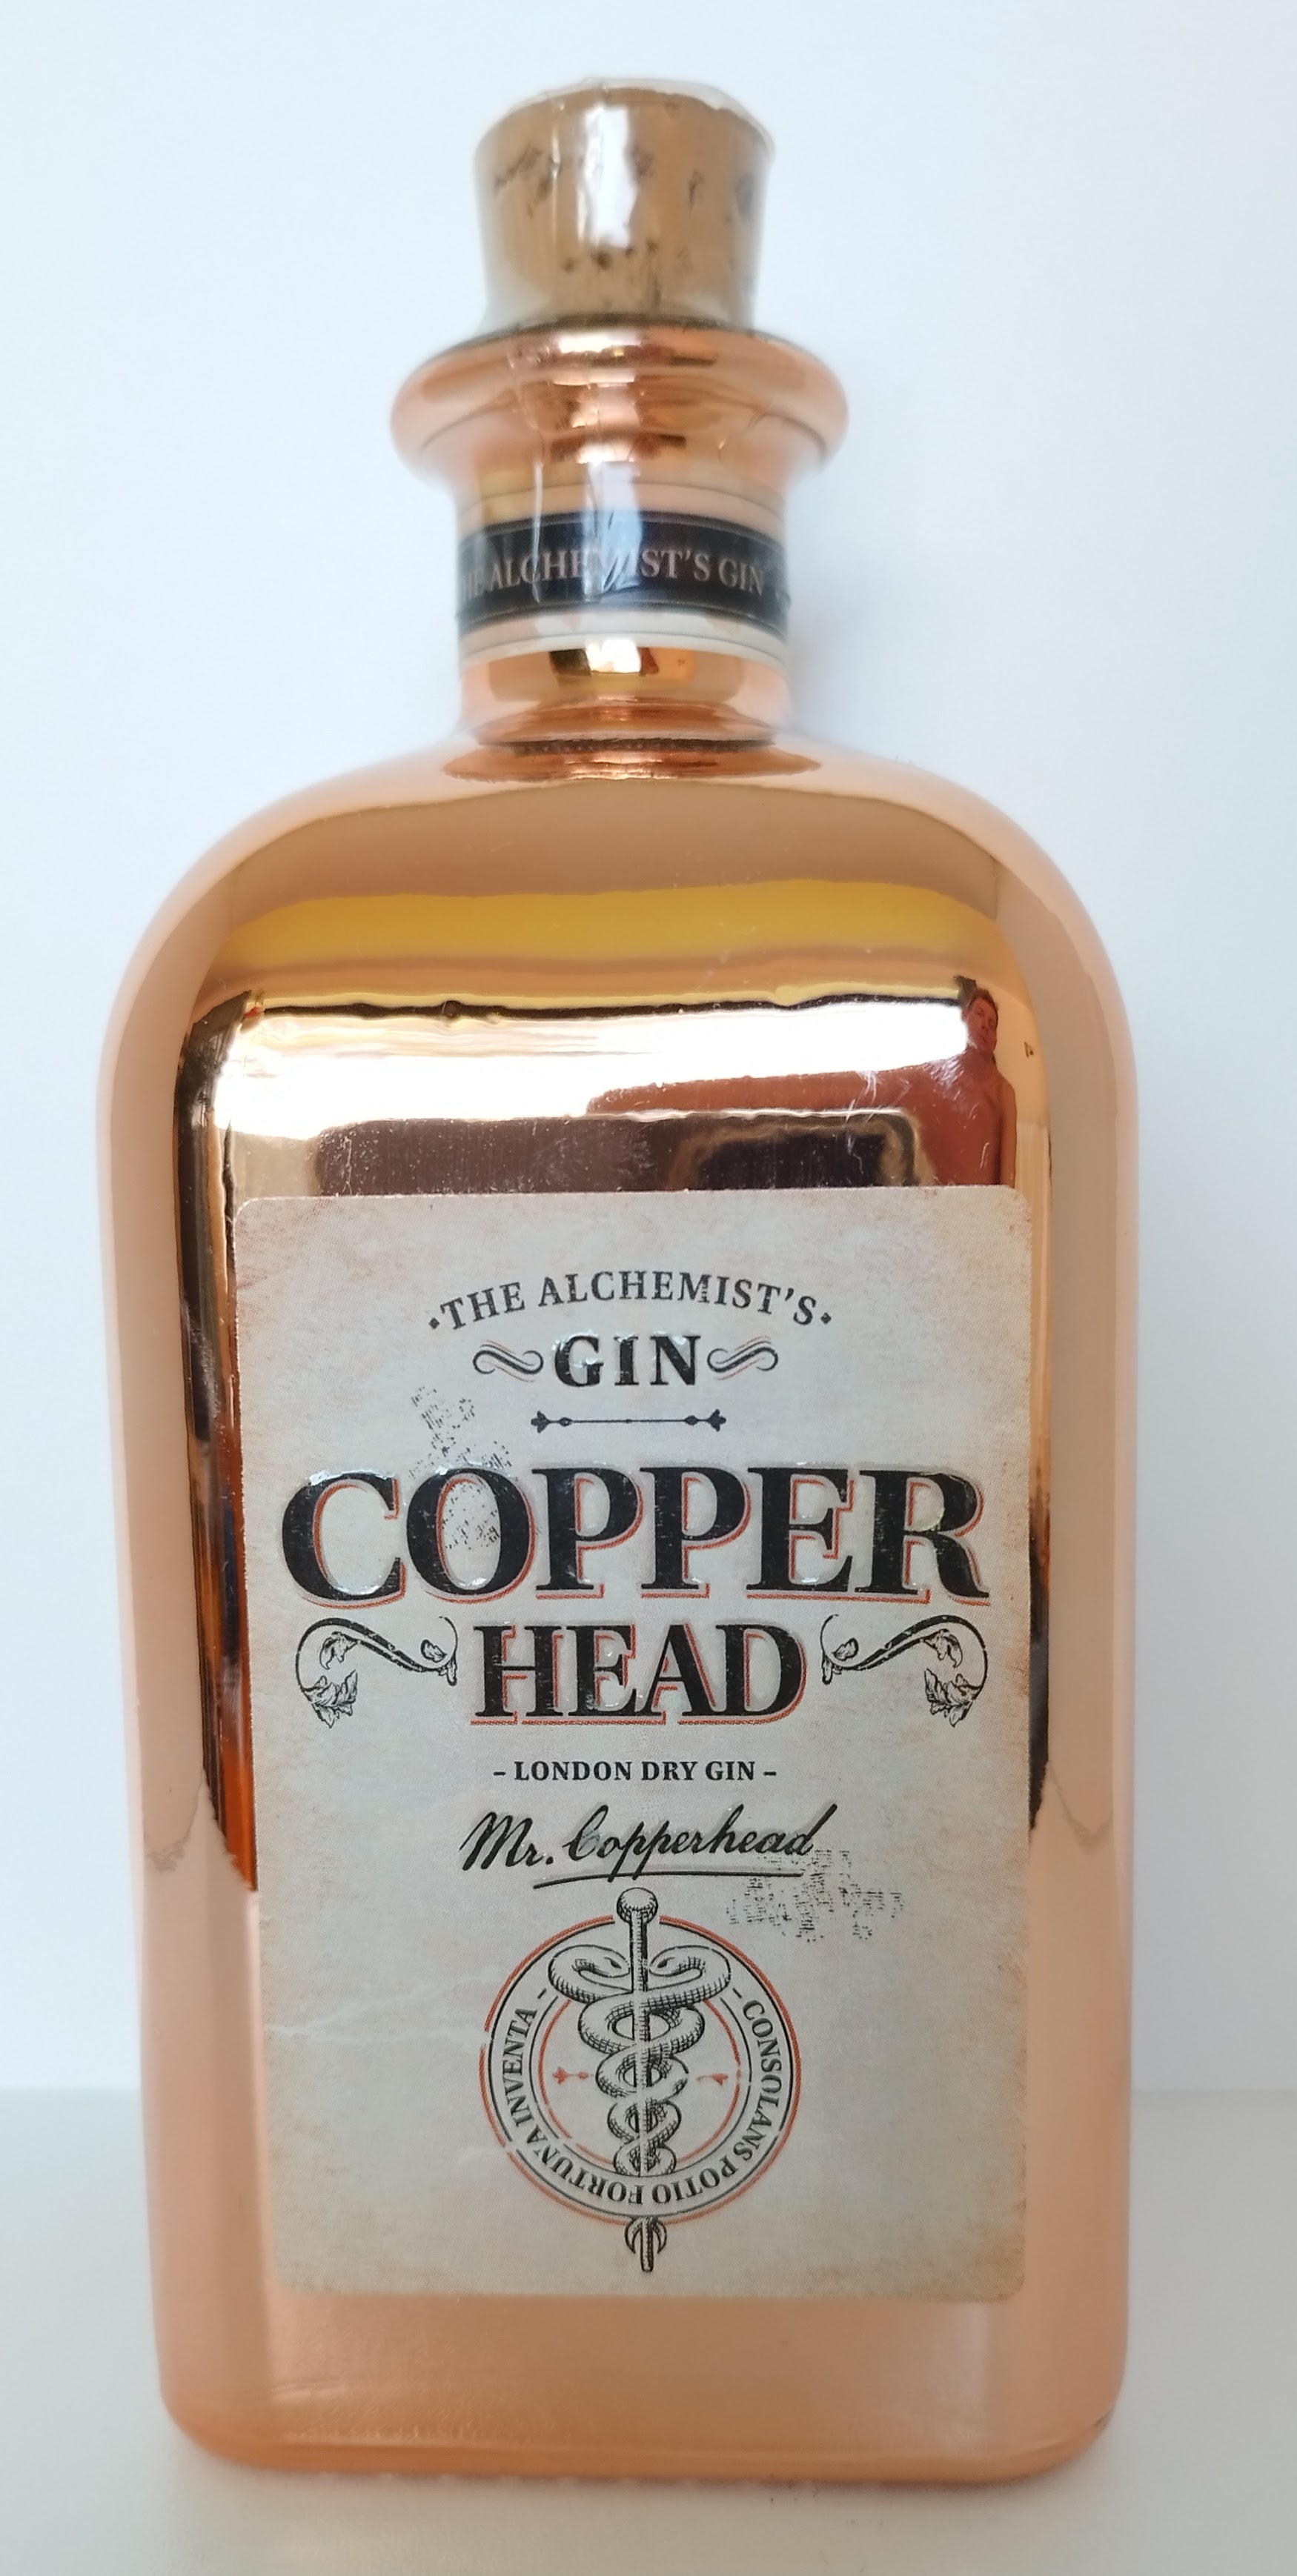 THE ALCHEMIST'S GIN
·THE ALCHEMIST'S·
GIN
COPPER
HEAD
- LONDON DRY GIN -
Mr. Copperhead
- CONSOLANS POTIO FORTUNA INVENTA -